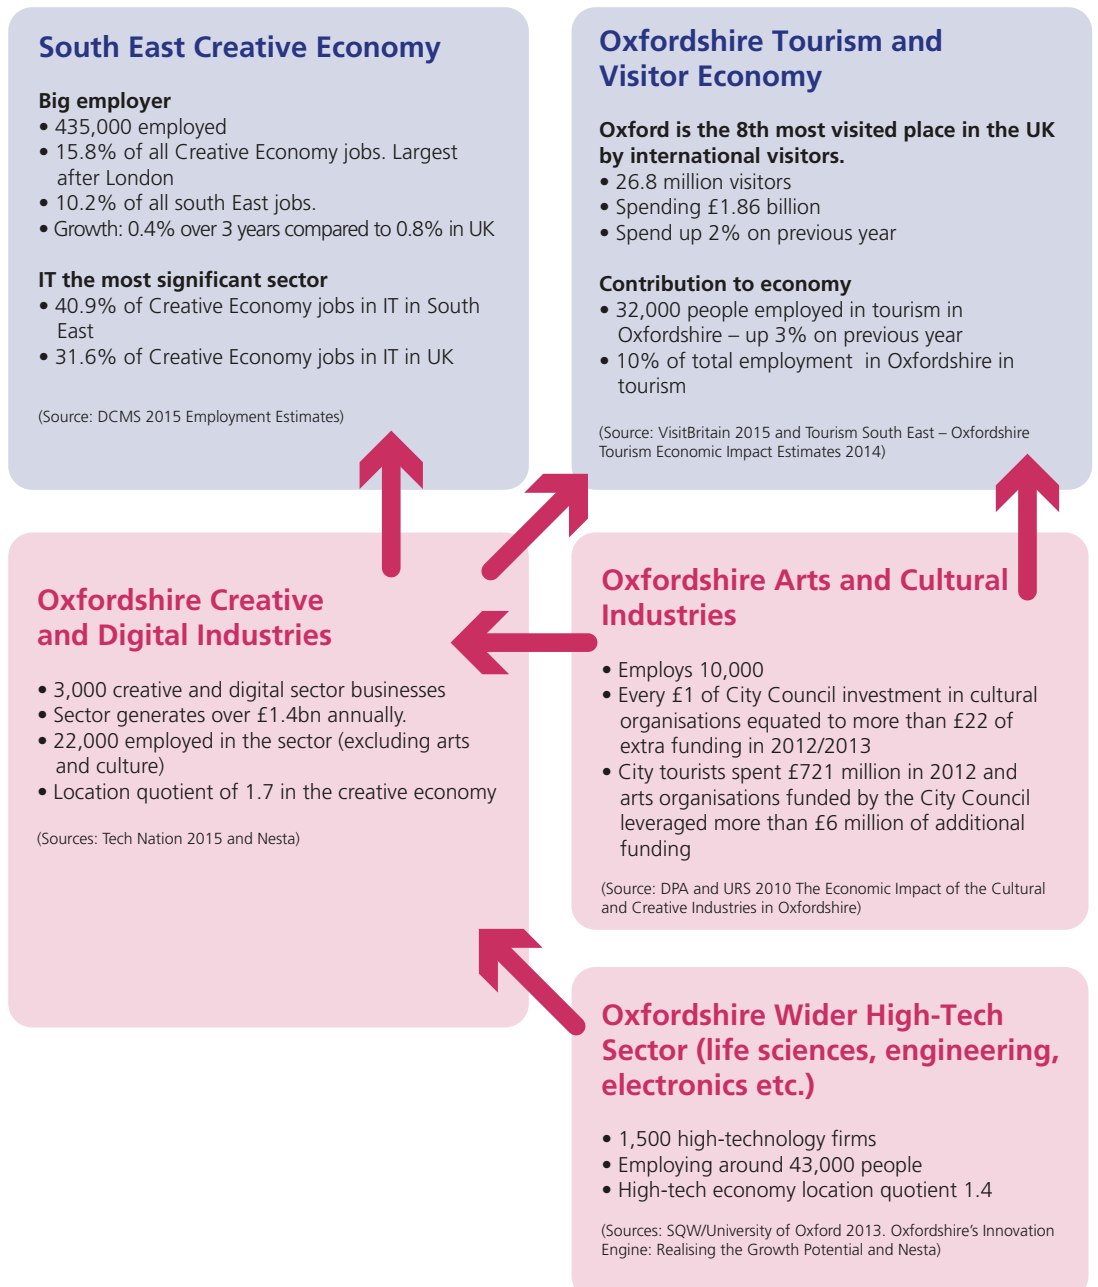 South East Creative Economy
Big employer
• 435,000 employed
• 15.8% of all Creative Economy jobs. Largest
after London
• 10.2% of all south East jobs.
• Growth: 0.4% over 3 years compared to 0.8% in UK
IT the most significant sector
• 40.9% of Creative Economy jobs in IT in South
East
• 31.6% of Creative Economy jobs in IT in UK
(Source: DCMS 2015 Employment Estimates)
Oxfordshire Tourism and
Visitor Economy
Oxford is the 8th most visited place in the UK
by international visitors.
• 26.8 million visitors
• Spending £1.86 billion
• Spend up 2% on previous year
Contribution to economy
• 32,000 people employed in tourism in
Oxfordshire – up 3% on previous year
• 10% of total employment in Oxfordshire in
tourism
(Source: VisitBritain 2015 and Tourism South East – Oxfordshire
Tourism Economic Impact Estimates 2014)
Oxfordshire Creative
and Digital Industries
• 3,000 creative and digital sector businesses
• Sector generates over £1.4bn annually.
• 22,000 employed in the sector (excluding arts
and culture)
• Location quotient of 1.7 in the creative economy
(Sources: Tech Nation 2015 and Nesta)
Oxfordshire Arts and Cultural
Industries
• Employs 10,000
• Every £1 of City Council investment in cultural
organisations equated to more than £22 of
extra funding in 2012/2013
• City tourists spent £721 million in 2012 and
arts organisations funded by the City Council
leveraged more than £6 million of additional
funding
(Source: DPA and URS 2010 The Economic Impact of the Cultural
and Creative Industries in Oxfordshire)
Oxfordshire Wider High-Tech
Sector (life sciences, engineering,
electronics etc.)
• 1,500 high-technology firms
• Employing around 43,000 people
• High-tech economy location quotient 1.4
(Sources: SQW/University of Oxford 2013. Oxfordshire's Innovation
Engine: Realising the Growth Potential and Nesta)